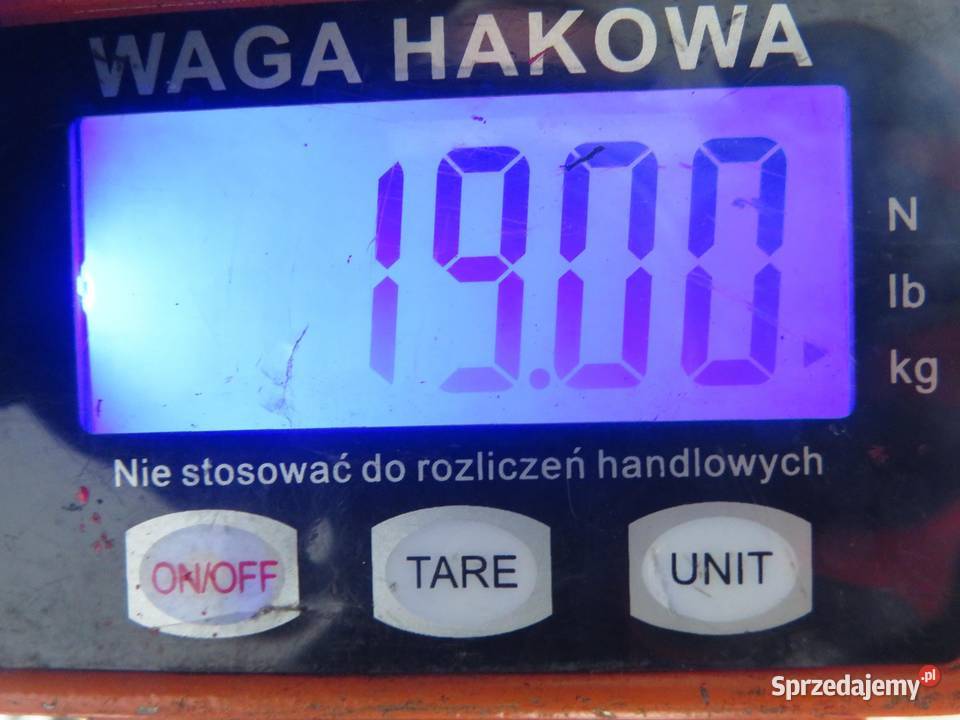 WAGA HAKOWA
19.00
N
lb
kg
Nie stosować do rozliczeń handlowych
ON/OFF TARE UNIT
Sprzedajemy.pl